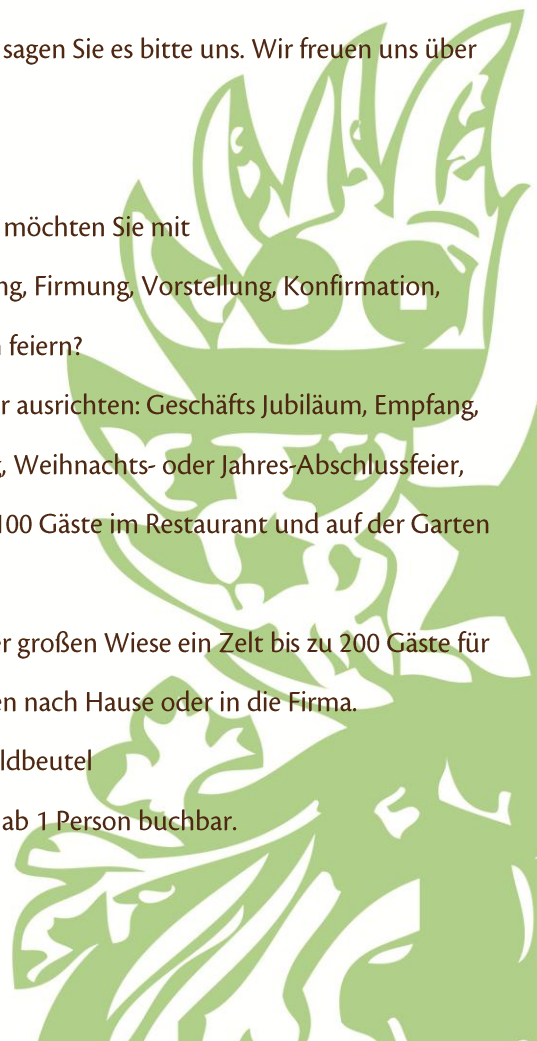 sagen Sie es bitte uns. Wir freuen uns über
möchten Sie mit
ng, Firmung, Vorstellung, Konfirmation,
feiern?
r ausrichten: Geschäfts Jubiläum, Empfang,
, Weihnachts- oder Jahres-Abschlussfeier,
100 Gäste im Restaurant und auf der Garten
er großen Wiese ein Zelt bis zu 200 Gäste für
en nach Hause oder in die Firma.
ldbeutel
ab 1 Person buchbar.